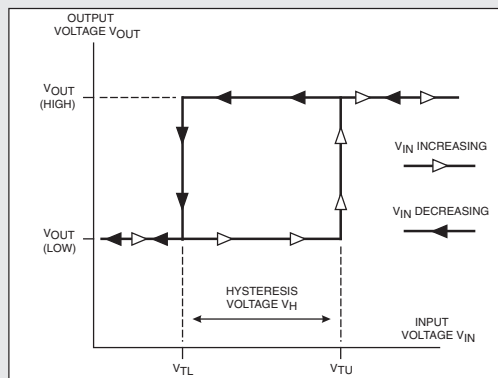 OUTPUT
VOLTAGE VOUT
VOUT
(HIGH)
VIN INCREASING
VIN DECREASING
VOUT
(LOW)
HYSTERESIS
VOLTAGE VH
INPUT
VOLTAGE VIN
VTL
VTU